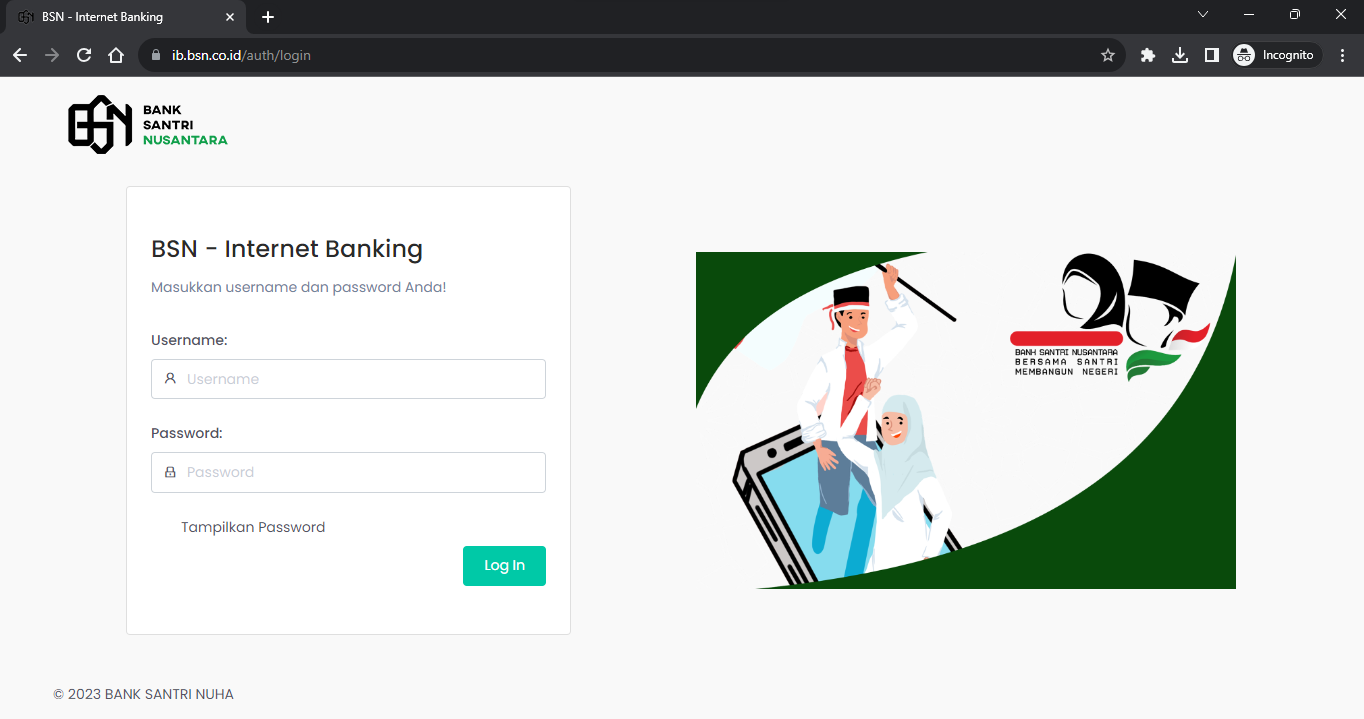 BSN - Internet Banking
ib.bsn.co.id/auth/login
Incognito
BANK
SANTRI
NUSANTARA
BSN - Internet Banking
Masukkan username dan password Anda!
Username:
Username
Password:
Password
Tampilkan Password
Log In
BANK SANTRI NUSANTARA
BERSAMA SANTRI
MEMBANGUN NEGERI
© 2023 BANK SANTRI NUHA